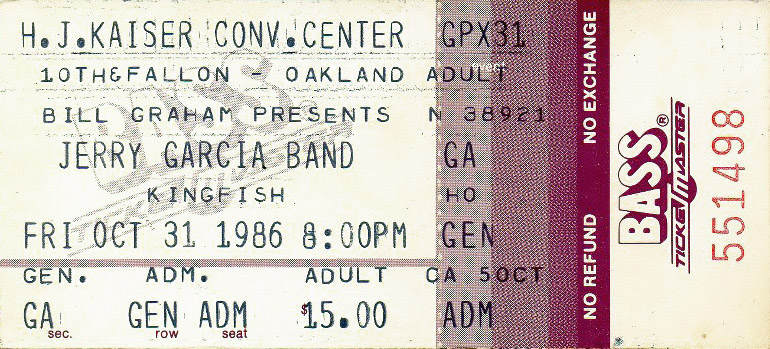 H.J.KAISER CONV.CENTER GPX31
10TH&FALLON - OAKLAND ADULT
BILL GRAHAM PRESENTS N 38921
JERRY GARCIA BAND GA
KINGFISH HO
FRI OCT 31 1986 8:00PM GEN
GEN. ADM. ADULT CA 50CT
GA GEN ADM $15.00 ADM
sec. row seat
NO REFUND NO EXCHANGE
BASS®
TICKETMASTER
551498
BASS